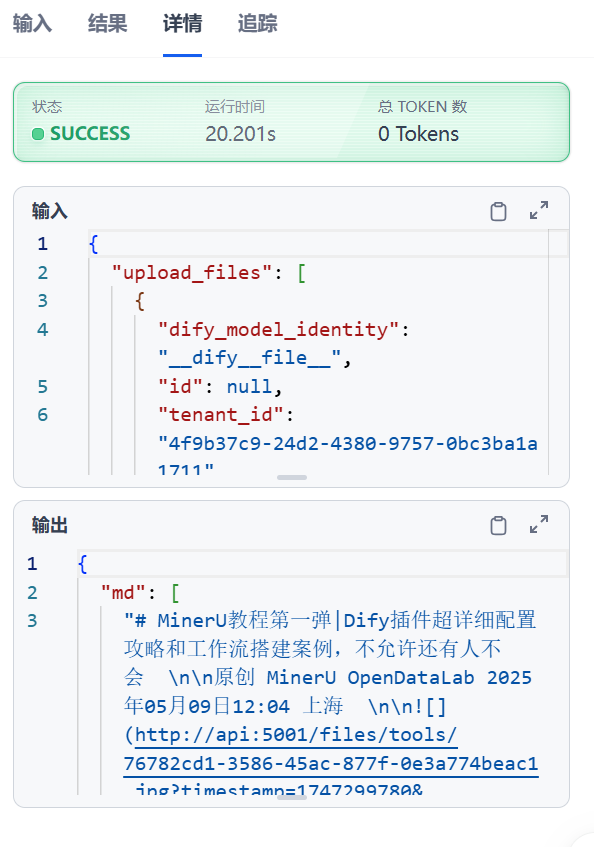 输入 结果 详情 追踪
状态 运行时间 总 TOKEN 数
SUCCESS 20.201s 0 Tokens
输入
1 {
2 "upload_files": [
3 {
4 "dify_model_identity":
"__dify__file__",
5 "id": null,
6 "tenant_id":
"4f9b37c9-24d2-4380-9757-0bc3ba1a
1711"
输出
1 {
2 "md": [
3 "# MinerU教程第一弹|Dify插件超详细配置
攻略和工作流搭建案例，不允许还有人不
会  \n\n原创 MinerU OpenDataLab 2025
年05月09日12:04 上海  \n\n![]
(http://api:5001/files/tools/
76782cd1-3586-45ac-877f-0e3a774beac1
.jpg?timestamp=1747299780&